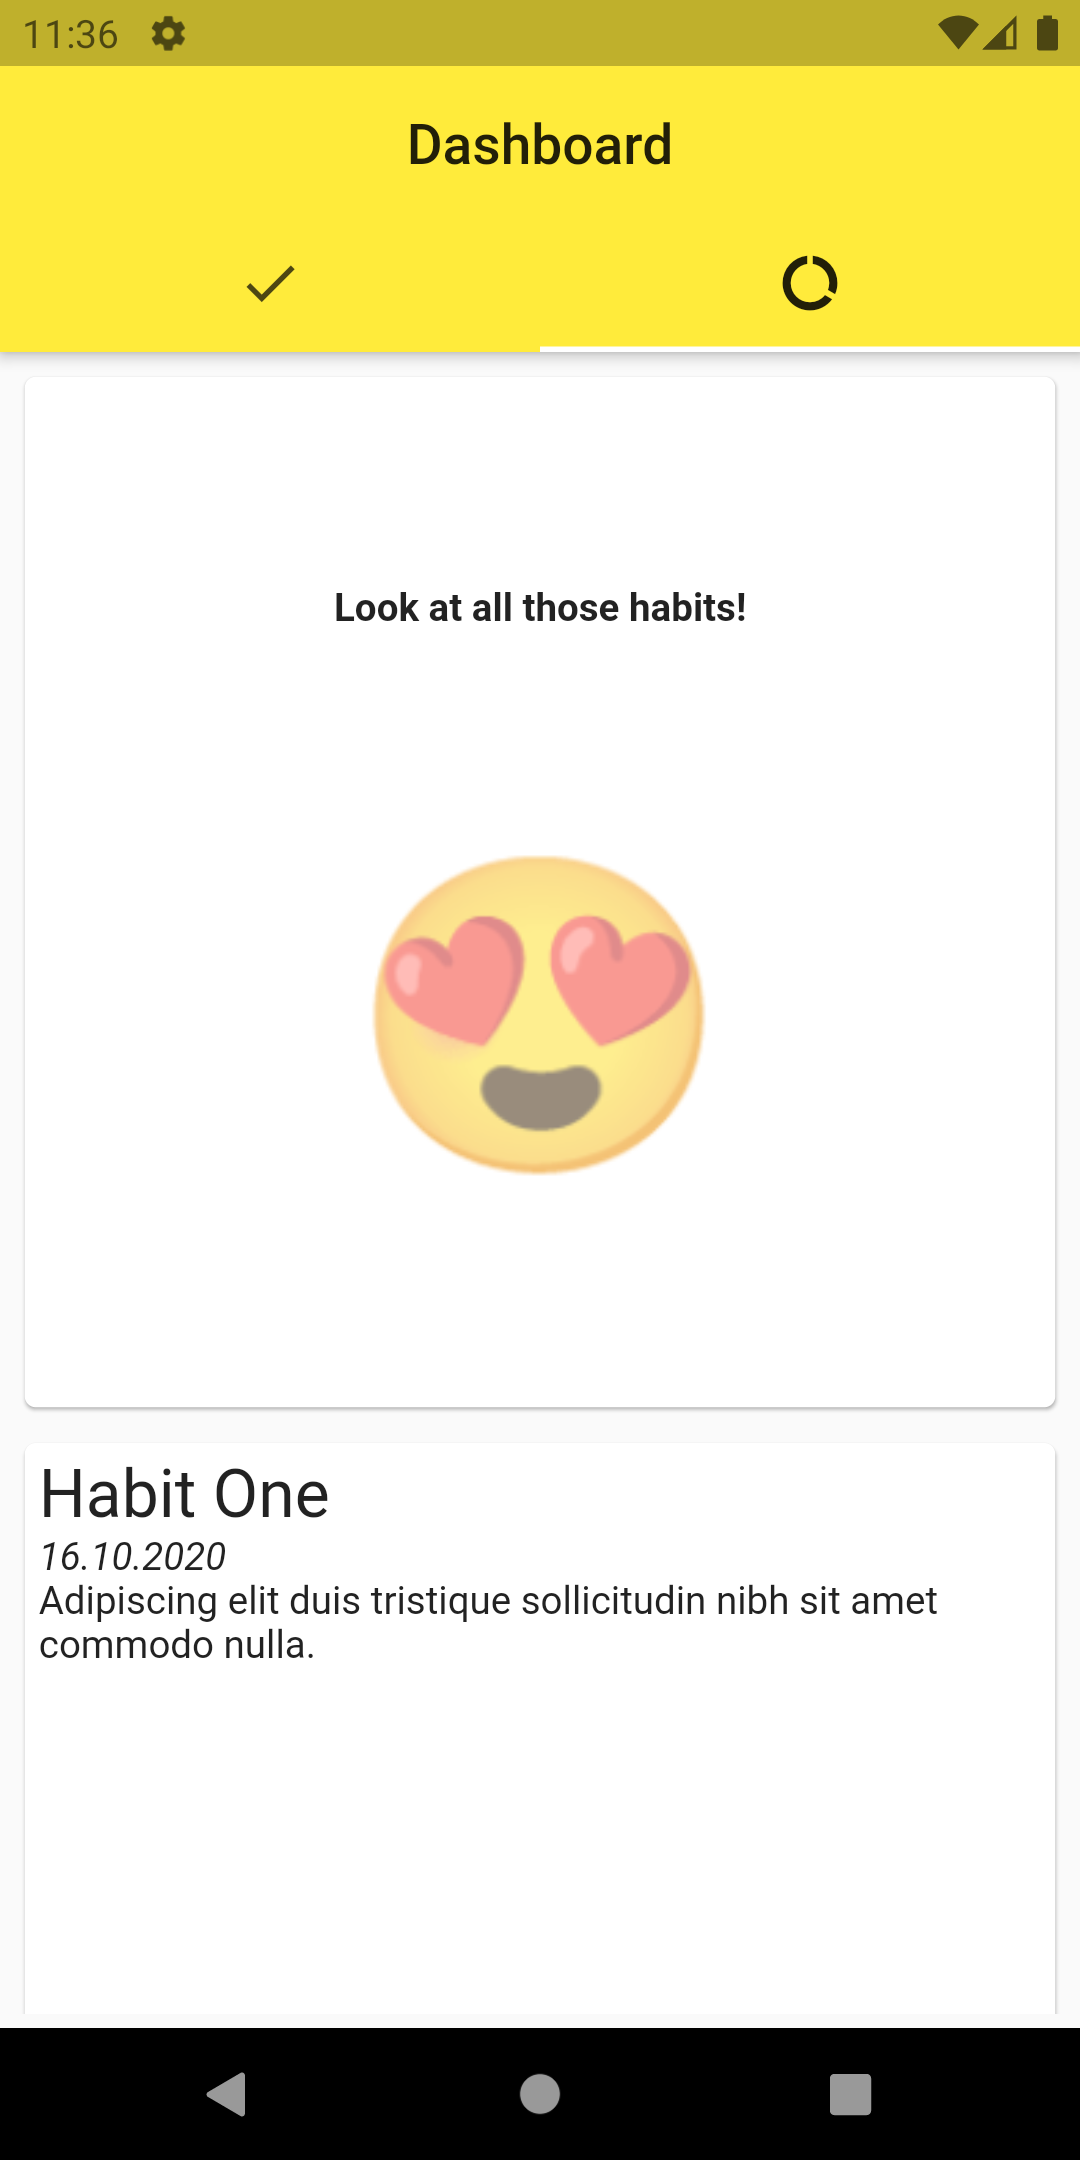 11:36
Dashboard
Look at all those habits!
Habit One
16.10.2020
Adipiscing elit duis tristique sollicitudin nibh sit amet
commodo nulla.